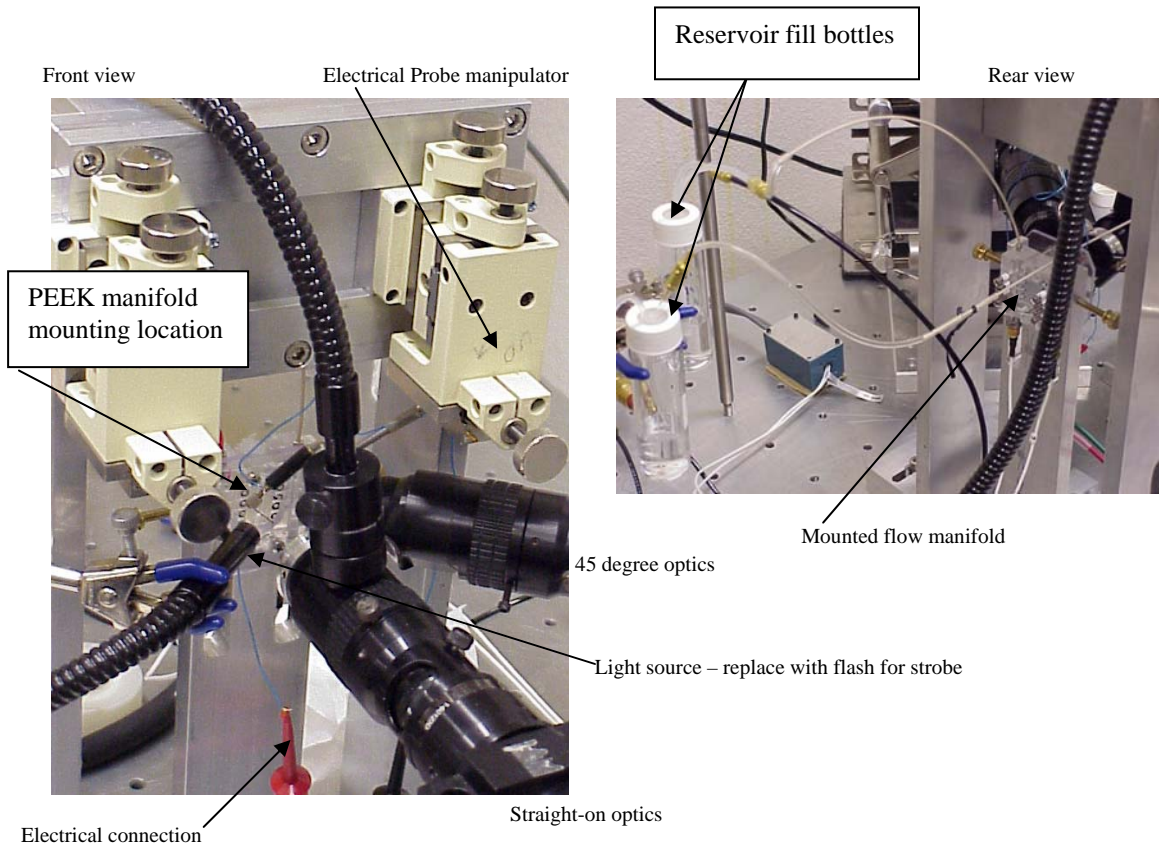 Reservoir fill bottles
Front view
Electrical Probe manipulator
Rear view
PEEK manifold
mounting location
Mounted flow manifold
45 degree optics
Light source – replace with flash for strobe
Straight-on optics
Electrical connection